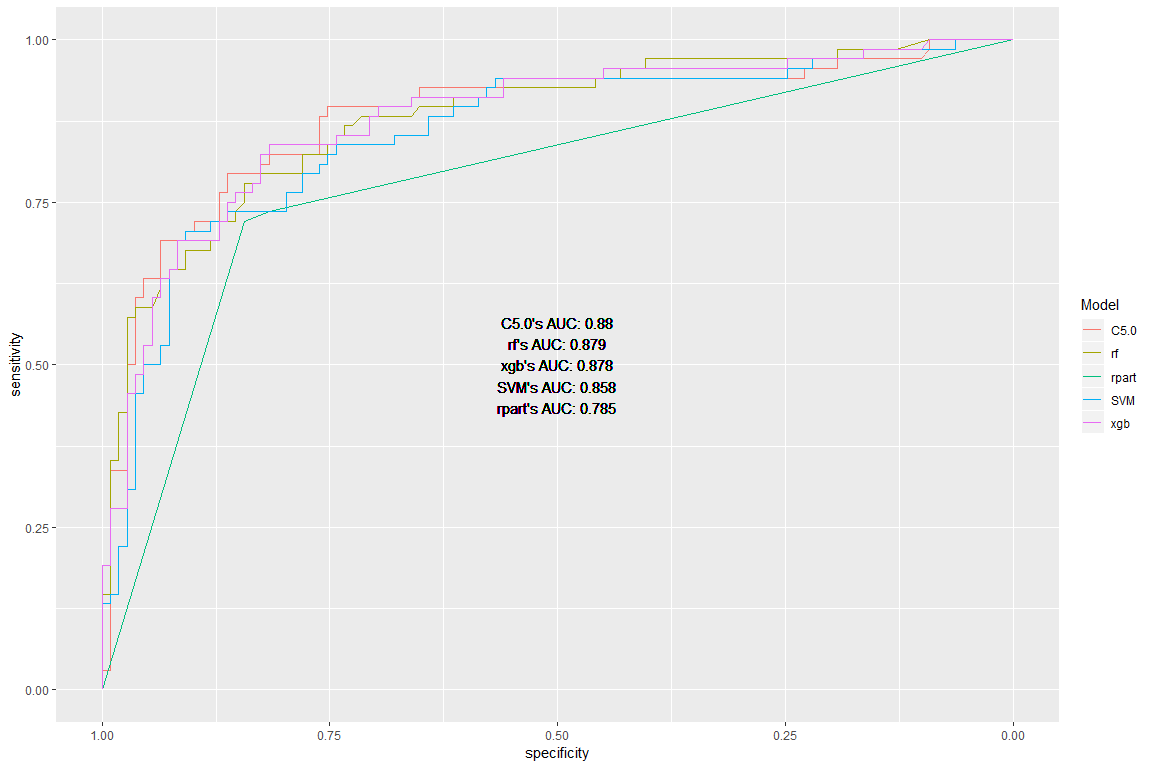 1.00
0.75
0.50
0.25
0.00
sensitivity
C5.0's AUC: 0.88
rf's AUC: 0.879
xgb's AUC: 0.878
SVM's AUC: 0.858
rpart's AUC: 0.785
1.00 0.75 0.50 0.25 0.00
specificity
Model
C5.0
rf
rpart
SVM
xgb